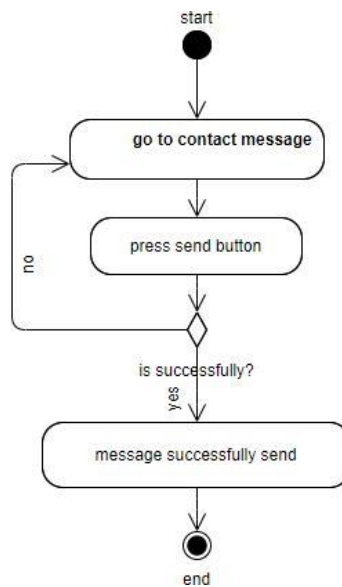 start
go to contact message
press send button
no
is successfully?
yes
message successfully send
end